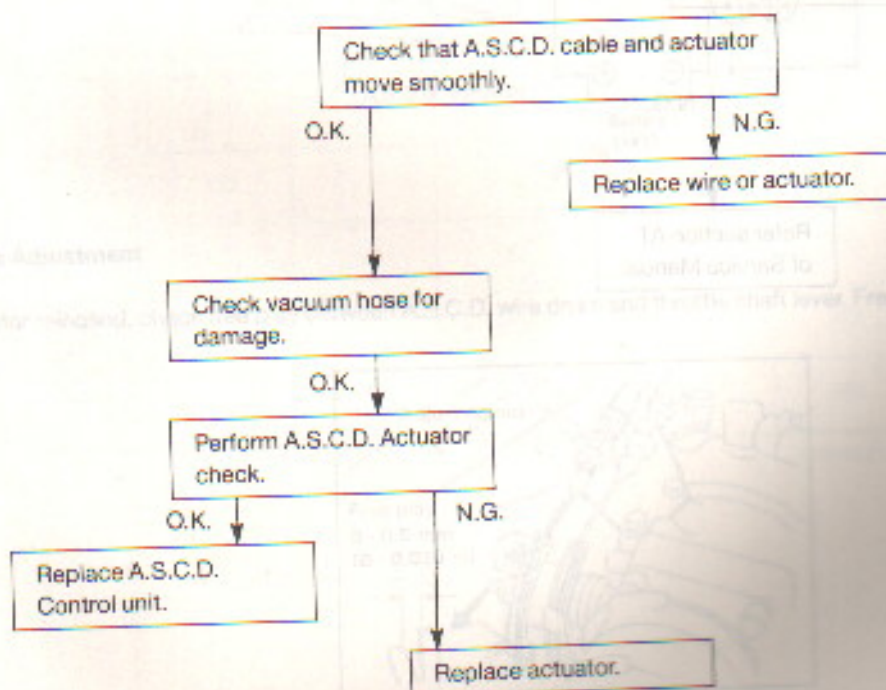 Check that A.S.C.D. cable and actuator
move smoothly.
O.K.
N.G.
Replace wire or actuator.
Check vacuum hose for
damage.
O.K.
Perform A.S.C.D. Actuator
check.
O.K.
N.G.
Replace A.S.C.D.
Control unit.
Replace actuator.
Refer section AT
of Service Manual
Adjustment